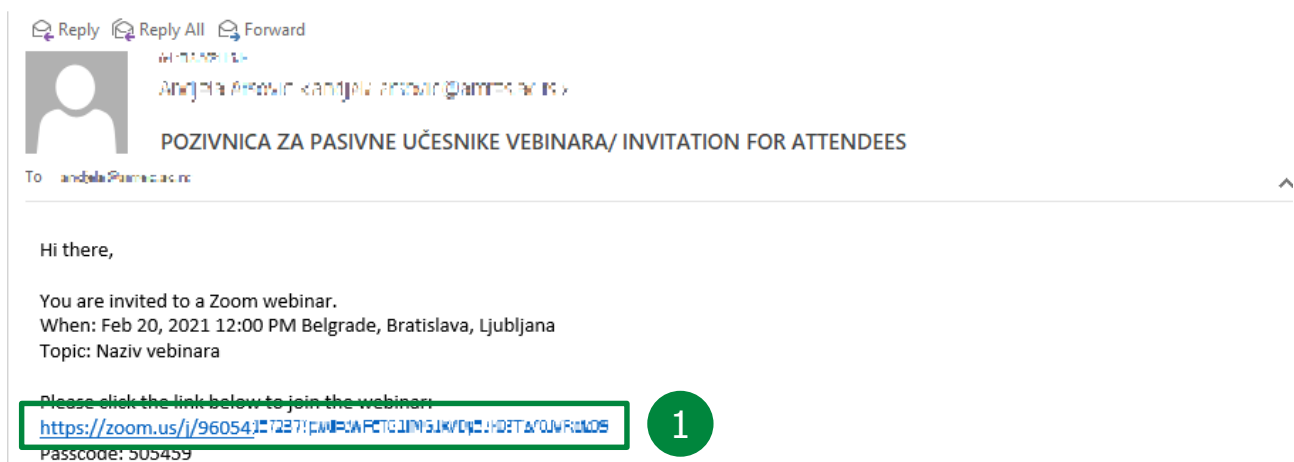 Reply Reply All Forward
POZIVNICA ZA PASIVNE UČESNIKE VEBINARA/ INVITATION FOR ATTENDEES
To
Hi there,
You are invited to a Zoom webinar.
When: Feb 20, 2021 12:00 PM Belgrade, Bratislava, Ljubljana
Topic: Naziv vebinara
Please click the link below to join the webinar:
https://zoom.us/j/96054
1
Passcode: 505459